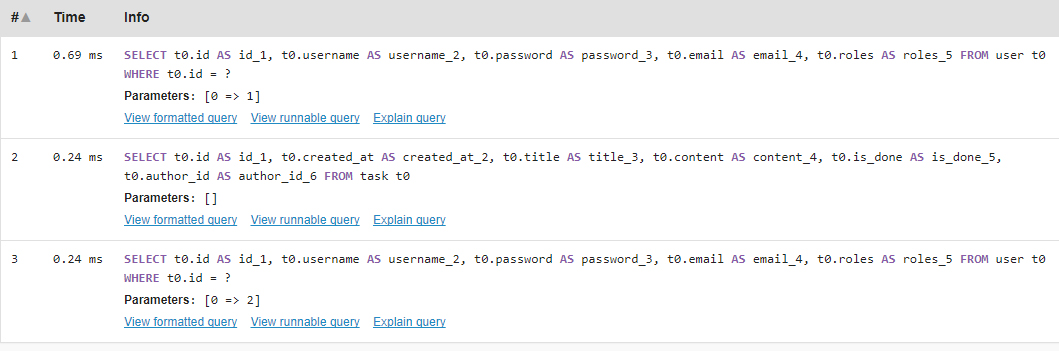 #▲ Time Info
1 0.69 ms SELECT t0.id AS id_1, t0.username AS username_2, t0.password AS password_3, t0.email AS email_4, t0.roles AS roles_5 FROM user t0
WHERE t0.id = ?
Parameters: [0 => 1]
View formatted query View runnable query Explain query
2 0.24 ms SELECT t0.id AS id_1, t0.created_at AS created_at_2, t0.title AS title_3, t0.content AS content_4, t0.is_done AS is_done_5,
t0.author_id AS author_id_6 FROM task t0
Parameters: []
View formatted query View runnable query Explain query
3 0.24 ms SELECT t0.id AS id_1, t0.username AS username_2, t0.password AS password_3, t0.email AS email_4, t0.roles AS roles_5 FROM user t0
WHERE t0.id = ?
Parameters: [0 => 2]
View formatted query View runnable query Explain query